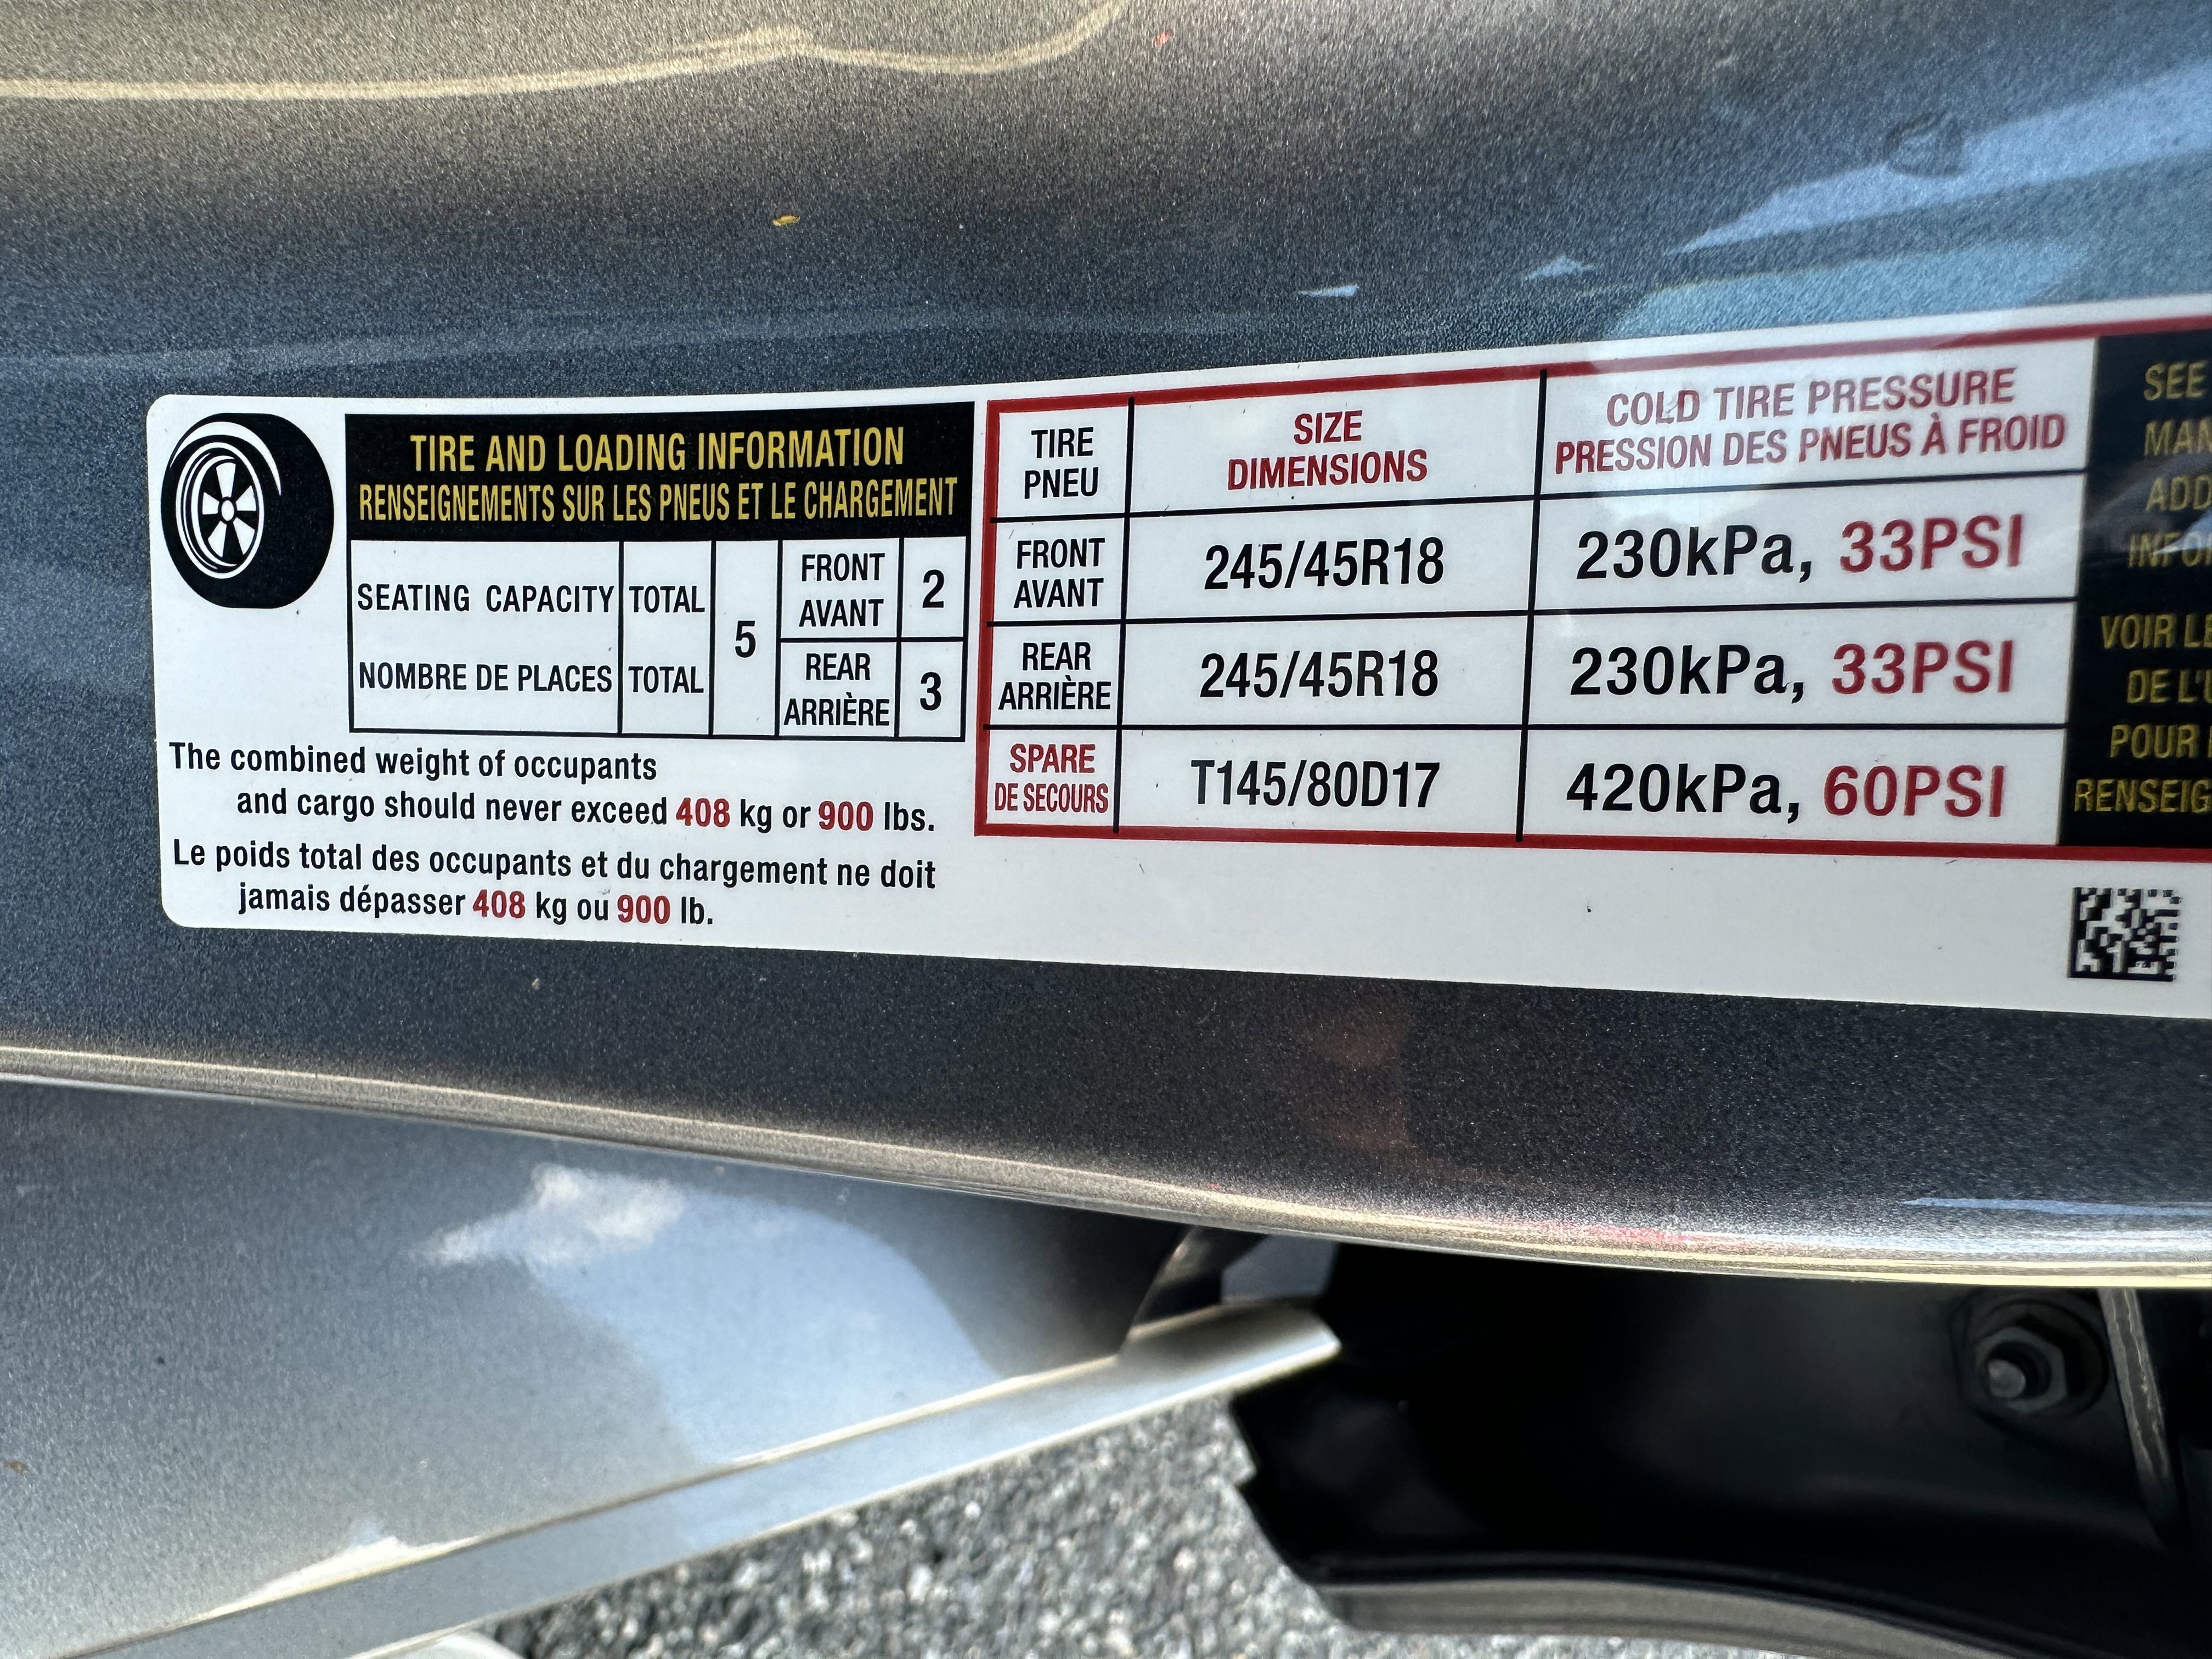 TIRE AND LOADING INFORMATION
RENSEIGNEMENTS SUR LES PNEUS ET LE CHARGEMENT
SEATING CAPACITY TOTAL
NOMBRE DE PLACES TOTAL
5
FRONT
AVANT
2
REAR
ARRIÈRE
3
The combined weight of occupants
and cargo should never exceed 408 kg or 900 lbs.
Le poids total des occupants et du chargement ne doit
jamais dépasser 408 kg ou 900 lb.
TIRE
PNEU
SIZE
DIMENSIONS
COLD TIRE PRESSURE
PRESSION DES PNEUS À FROID
FRONT
AVANT
245/45R18
230kPa, 33PSI
REAR
ARRIÈRE
245/45R18
230kPa, 33PSI
SPARE
DE SECOURS
T145/80D17
420kPa, 60PSI
SEE
VOIR LE
POUR